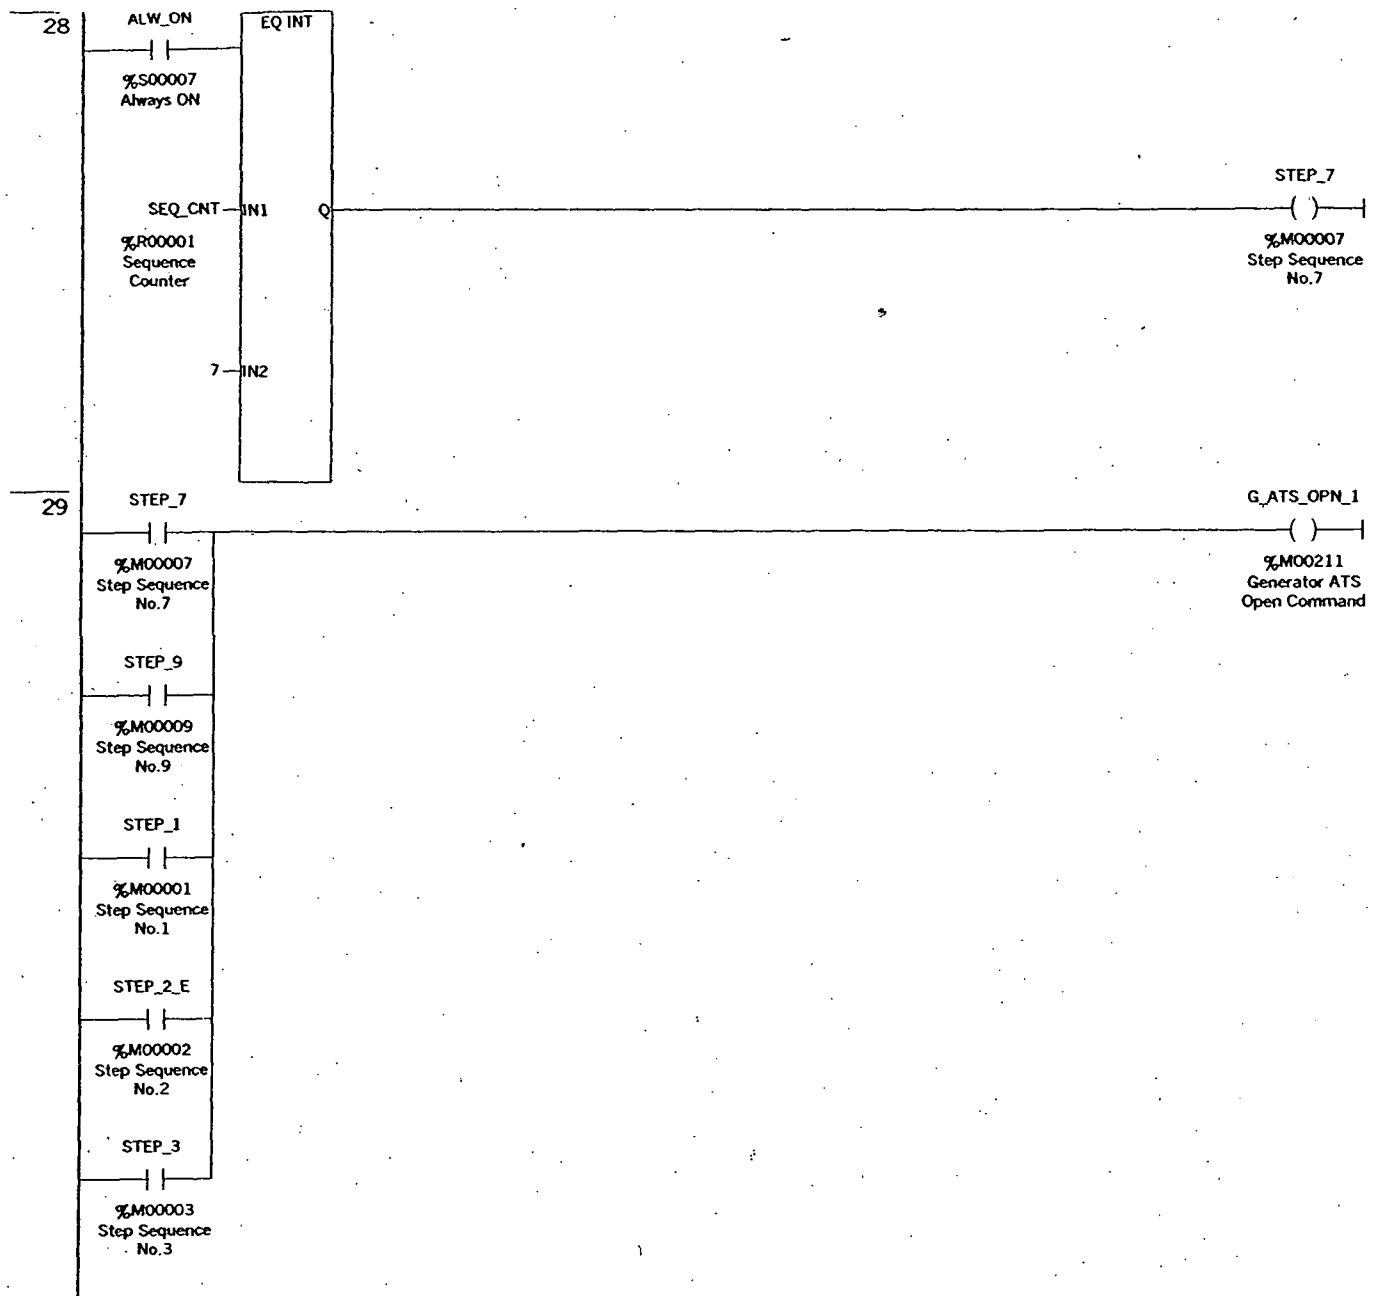 28
ALW_ON
EQ INT
%S00007
Always ON
STEP_7
SEQ_CNT
IN1
Q
%R00001
Sequence
Counter
%M00007
Step Sequence
No.7
7
IN2
29
STEP_7
G_ATS_OPN_1
%M00007
Step Sequence
No.7
%M00211
Generator ATS
Open Command
STEP_9
%M00009
Step Sequence
No.9
STEP_1
%M00001
Step Sequence
No.1
STEP_2_E
%M00002
Step Sequence
No.2
STEP_3
%M00003
Step Sequence
No.3